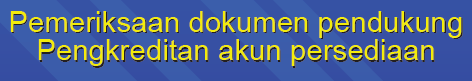 Pemeriksaan dokumen pendukung
Pengkreditan akun persediaan